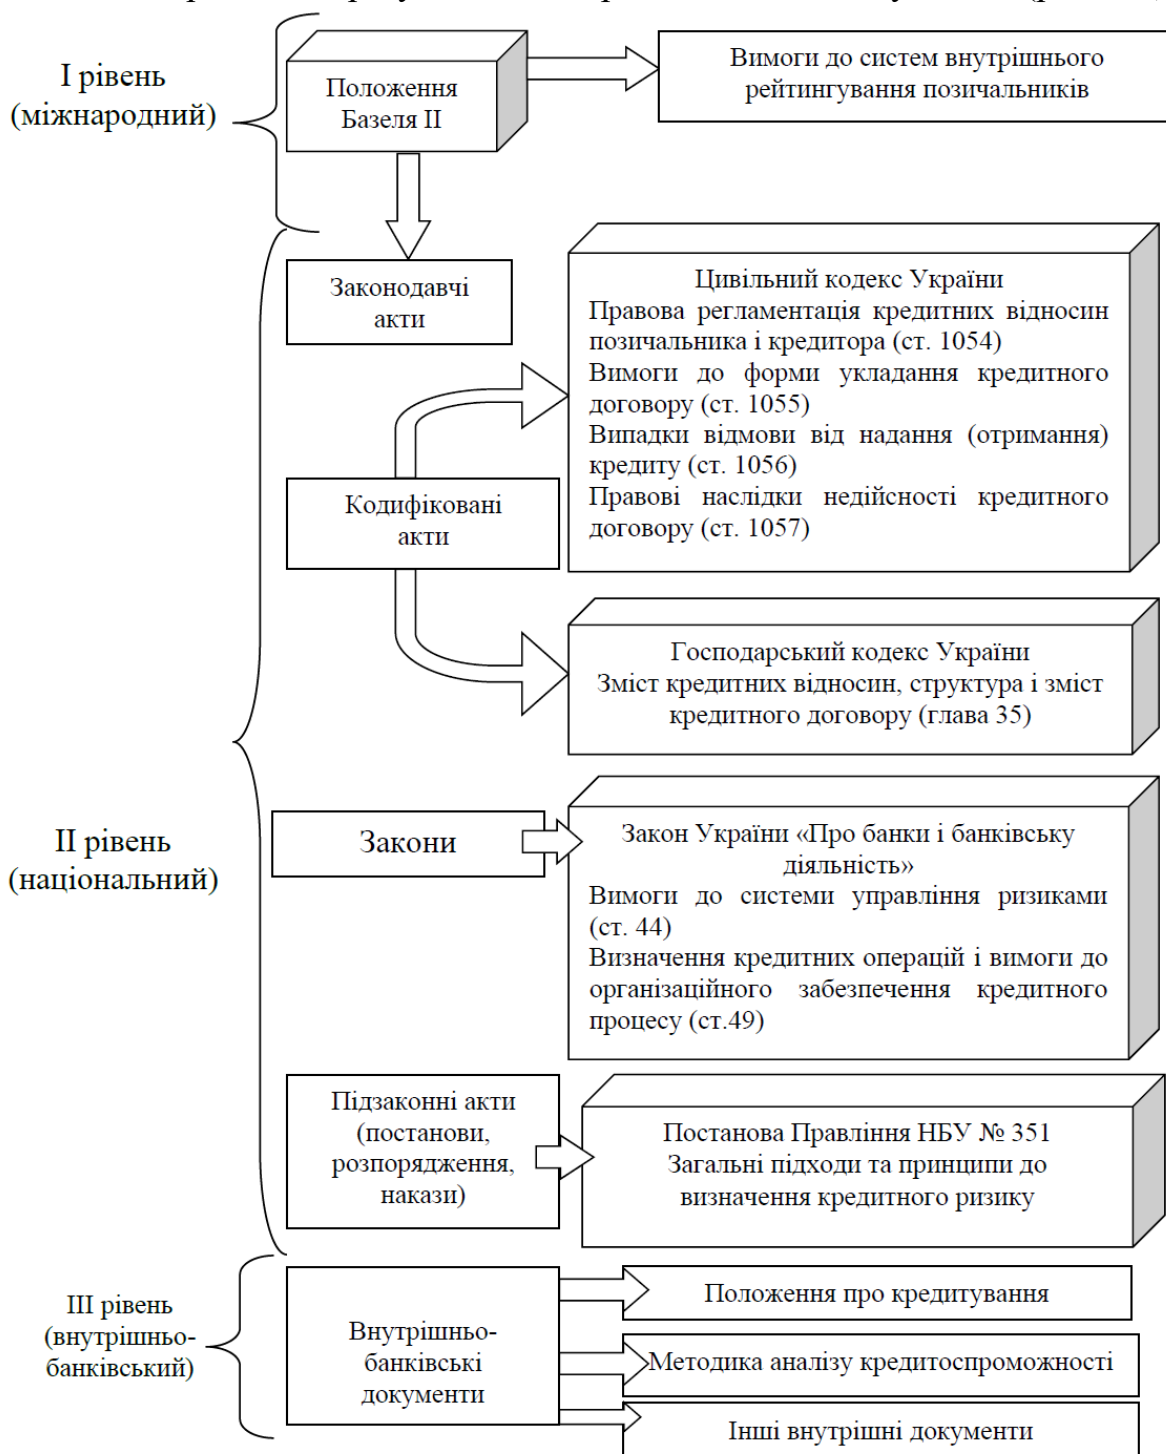 І рівень
(міжнародний)
Положення
Базеля ІІ
Вимоги до систем внутрішнього
рейтингування позичальників
ІІ рівень
(національний)
Законодавчі
акти
Кодифіковані
акти
Цивільний кодекс України
Правова регламентація кредитних відносин
позичальника і кредитора (ст. 1054)
Вимоги до форми укладання кредитного
договору (ст. 1055)
Випадки відмови від надання (отримання)
кредиту (ст. 1056)
Правові наслідки недійсності кредитного
договору (ст. 1057)
Господарський кодекс України
Зміст кредитних відносин, структура і зміст
кредитного договору (глава 35)
Закони
Закон України «Про банки і банківську
діяльність»
Вимоги до системи управління ризиками
(ст. 44)
Визначення кредитних операцій і вимоги до
організаційного забезпечення кредитного
процесу (ст.49)
Підзаконні акти
(постанови,
розпорядження,
накази)
Постанова Правління НБУ № 351
Загальні підходи та принципи до
визначення кредитного ризику
ІІІ рівень
(внутрішньо-
банківський)
Внутрішньо-
банківські
документи
Положення про кредитування
Методика аналізу кредитоспроможності
Інші внутрішні документи